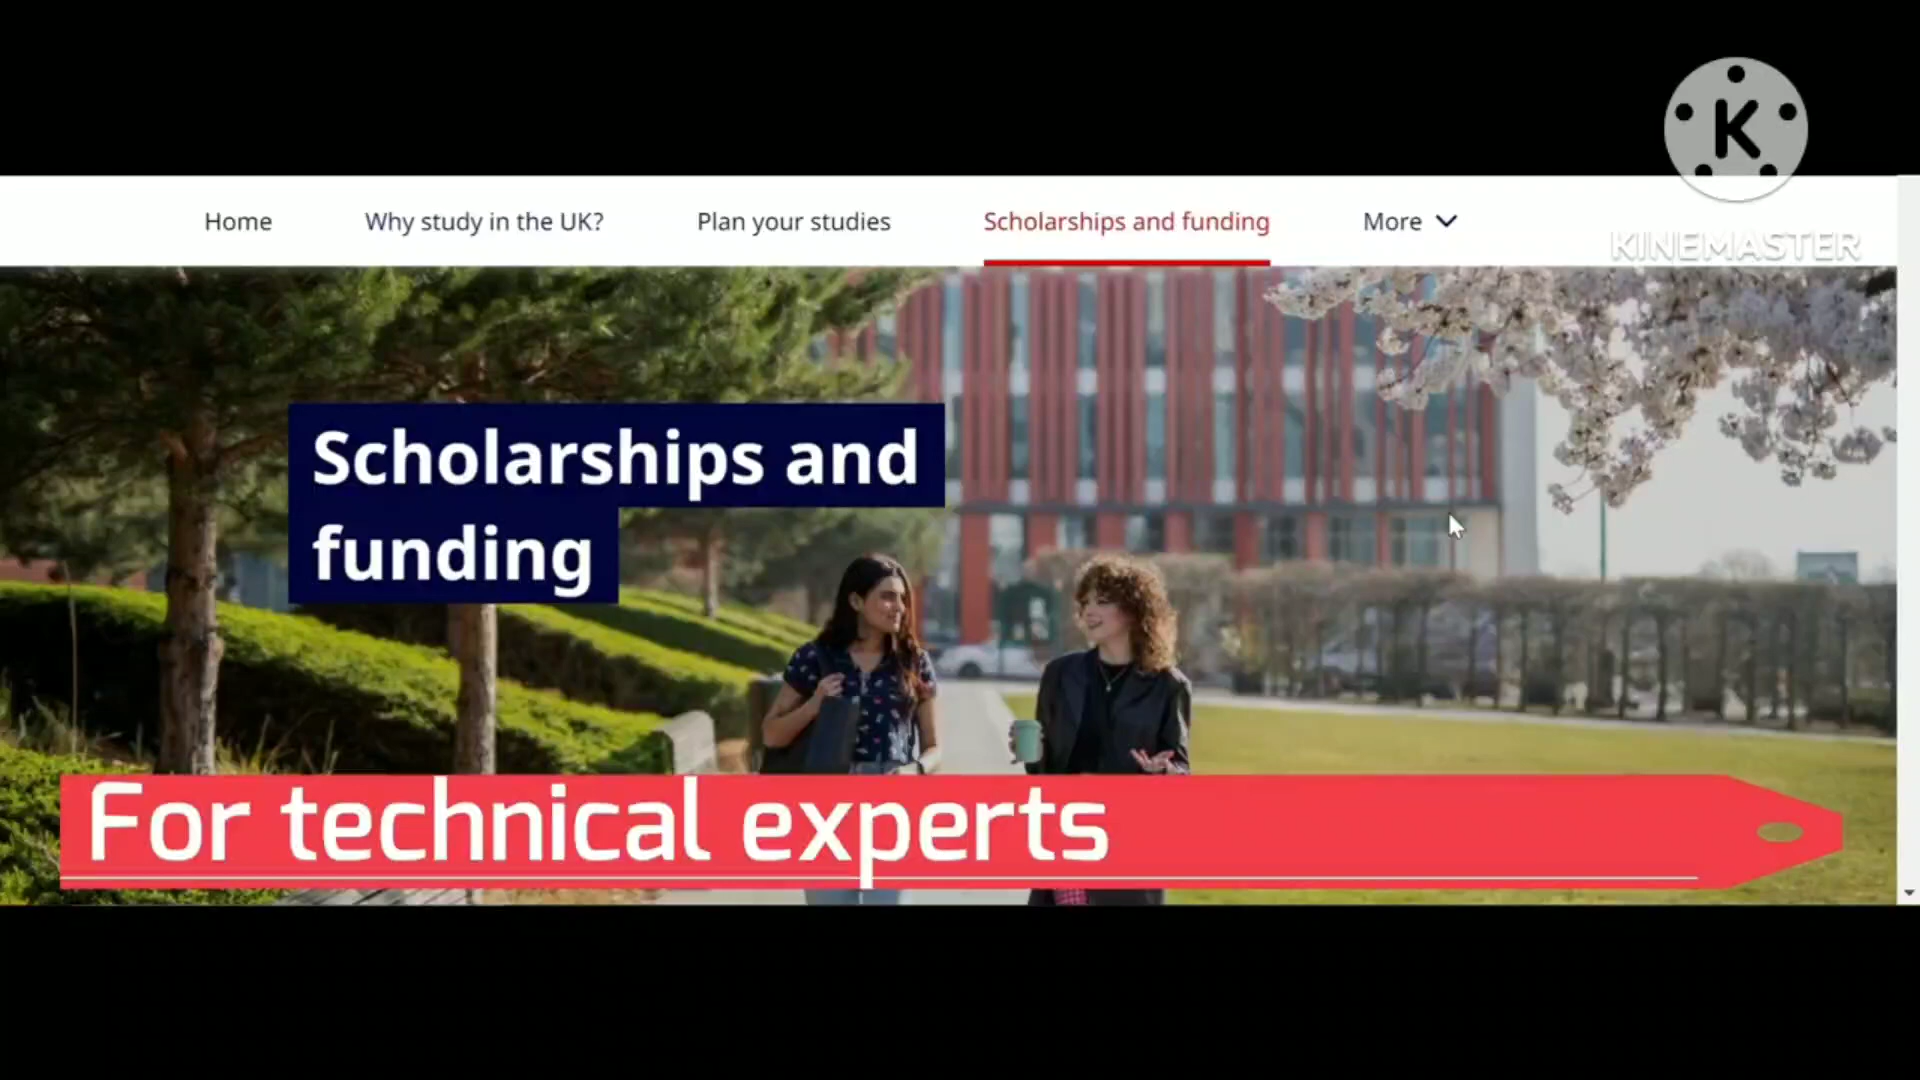 K
KINEMASTER
Home Why study in the UK? Plan your studies Scholarships and funding More
Scholarships and
funding
For technical experts